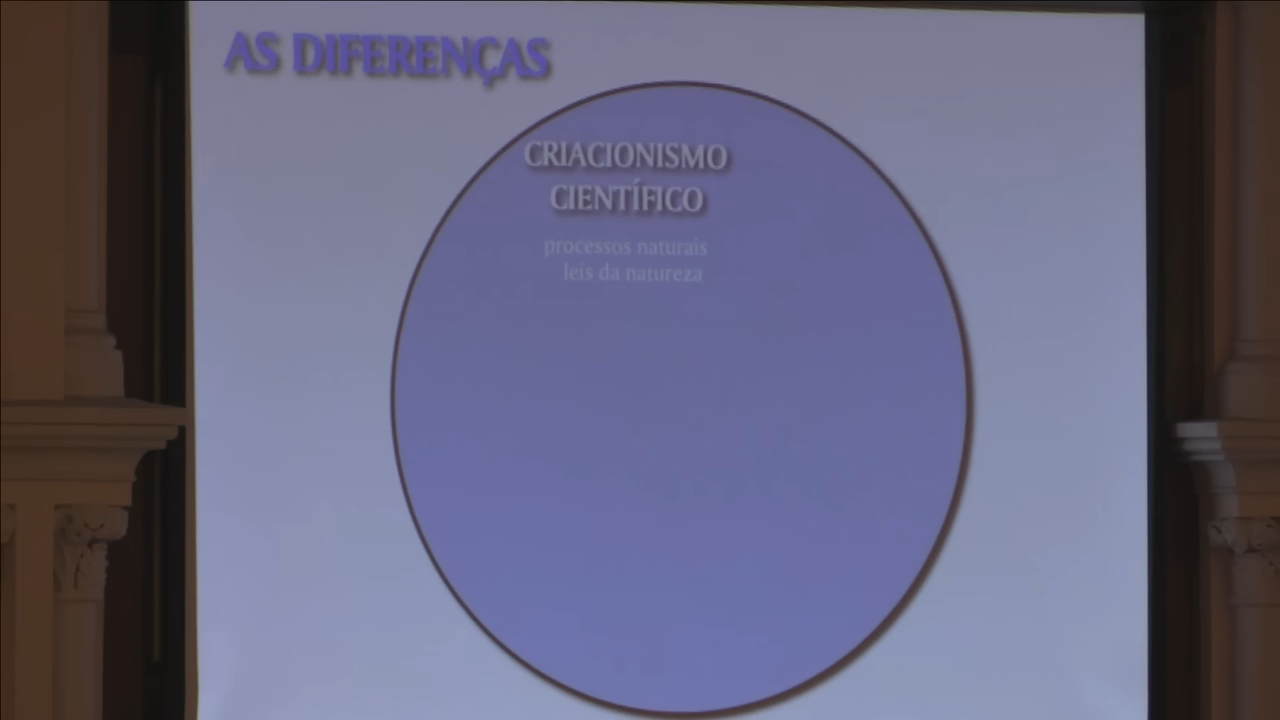 AS DIFERENÇAS
CRIACIONISMO
CIENTÍFICO
processos naturais
leis da natureza